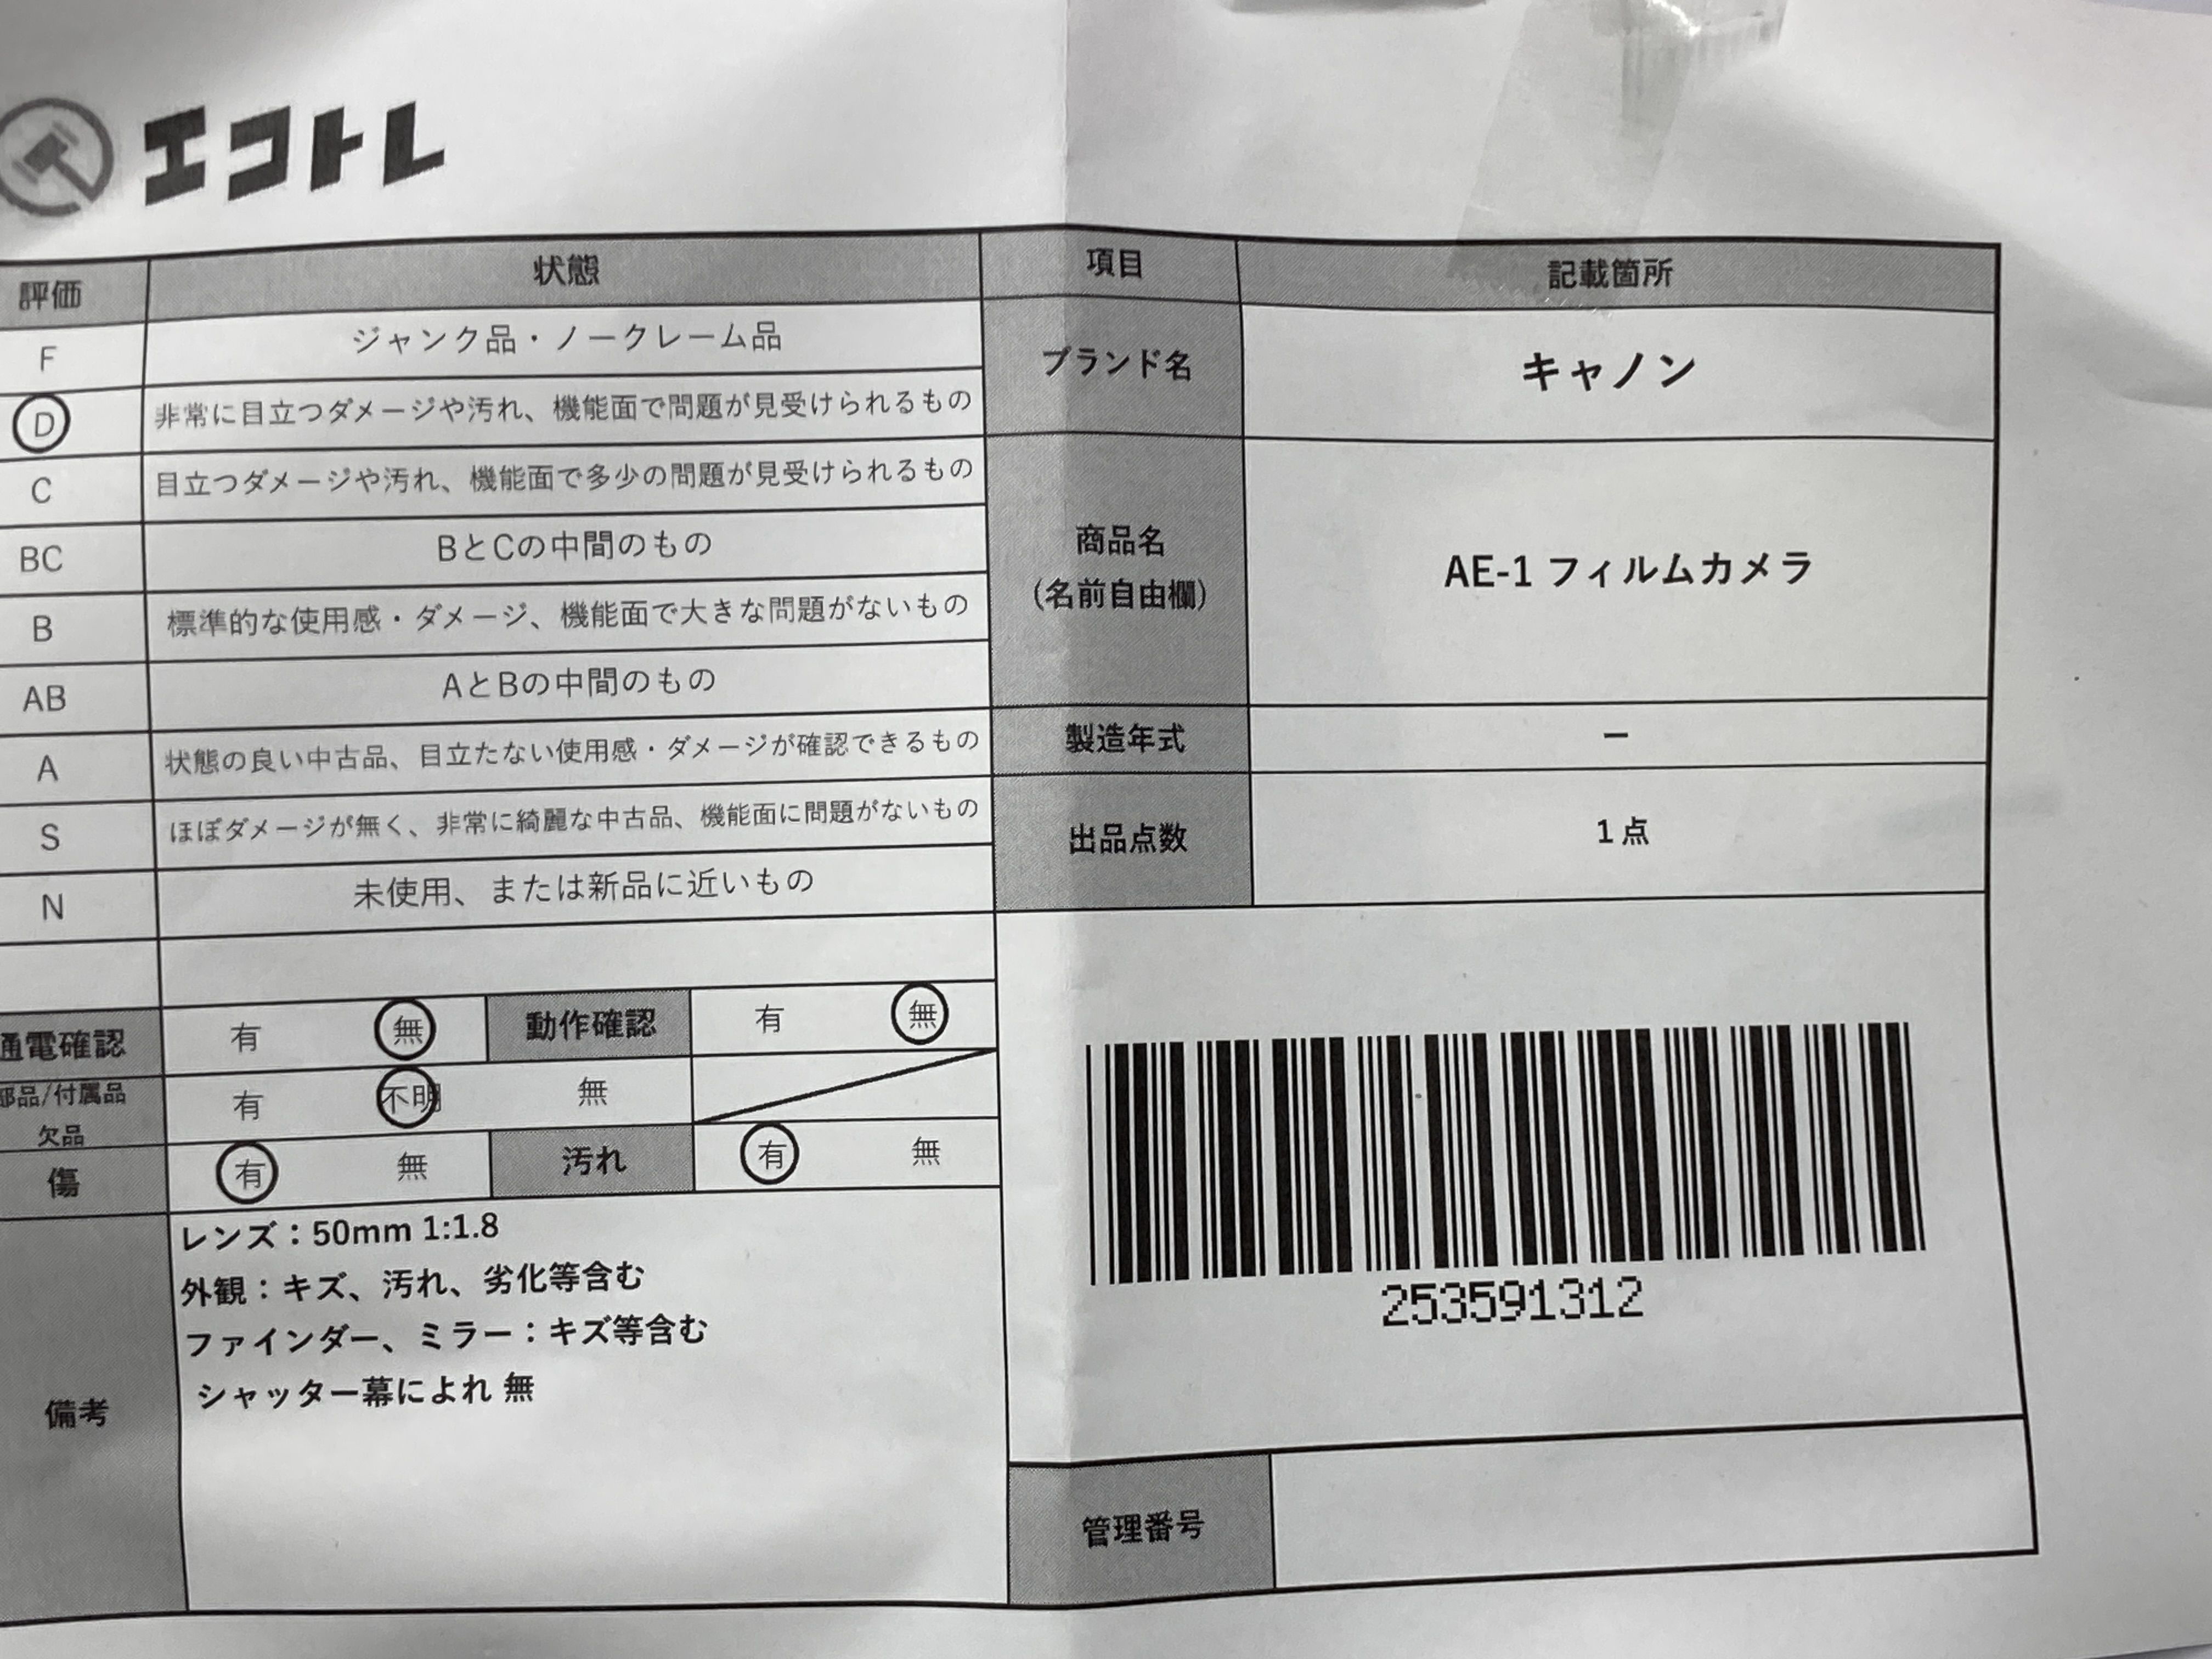 エコトレ
評価 状態 項目 記載箇所
F ジャンク品・ノークレーム品
D 非常に目立つダメージや汚れ、機能面で問題が見受けられるもの
ブランド名 キャノン
C 目立つダメージや汚れ、機能面で多少の問題が見受けられるもの
BC BとCの中間のもの
B 標準的な使用感・ダメージ、機能面で大きな問題がないもの
商品名
(名前自由欄)
AE-1 フィルムカメラ
AB AとBの中間のもの
A 状態の良い中古品、目立たない使用感・ダメージが確認できるもの
製造年式 ー
S ほぼダメージが無く、非常に綺麗な中古品、機能面に問題がないもの
出品点数 1点
N 未使用、または新品に近いもの
通電確認 有 無 動作確認 有 無
部品/付属品
欠品
有 不明 無
傷 有 無 汚れ 有 無
備考
レンズ：50mm 1:1.8
外観：キズ、汚れ、劣化等含む
ファインダー、ミラー：キズ等含む
シャッター幕によれ 無
253591312
管理番号